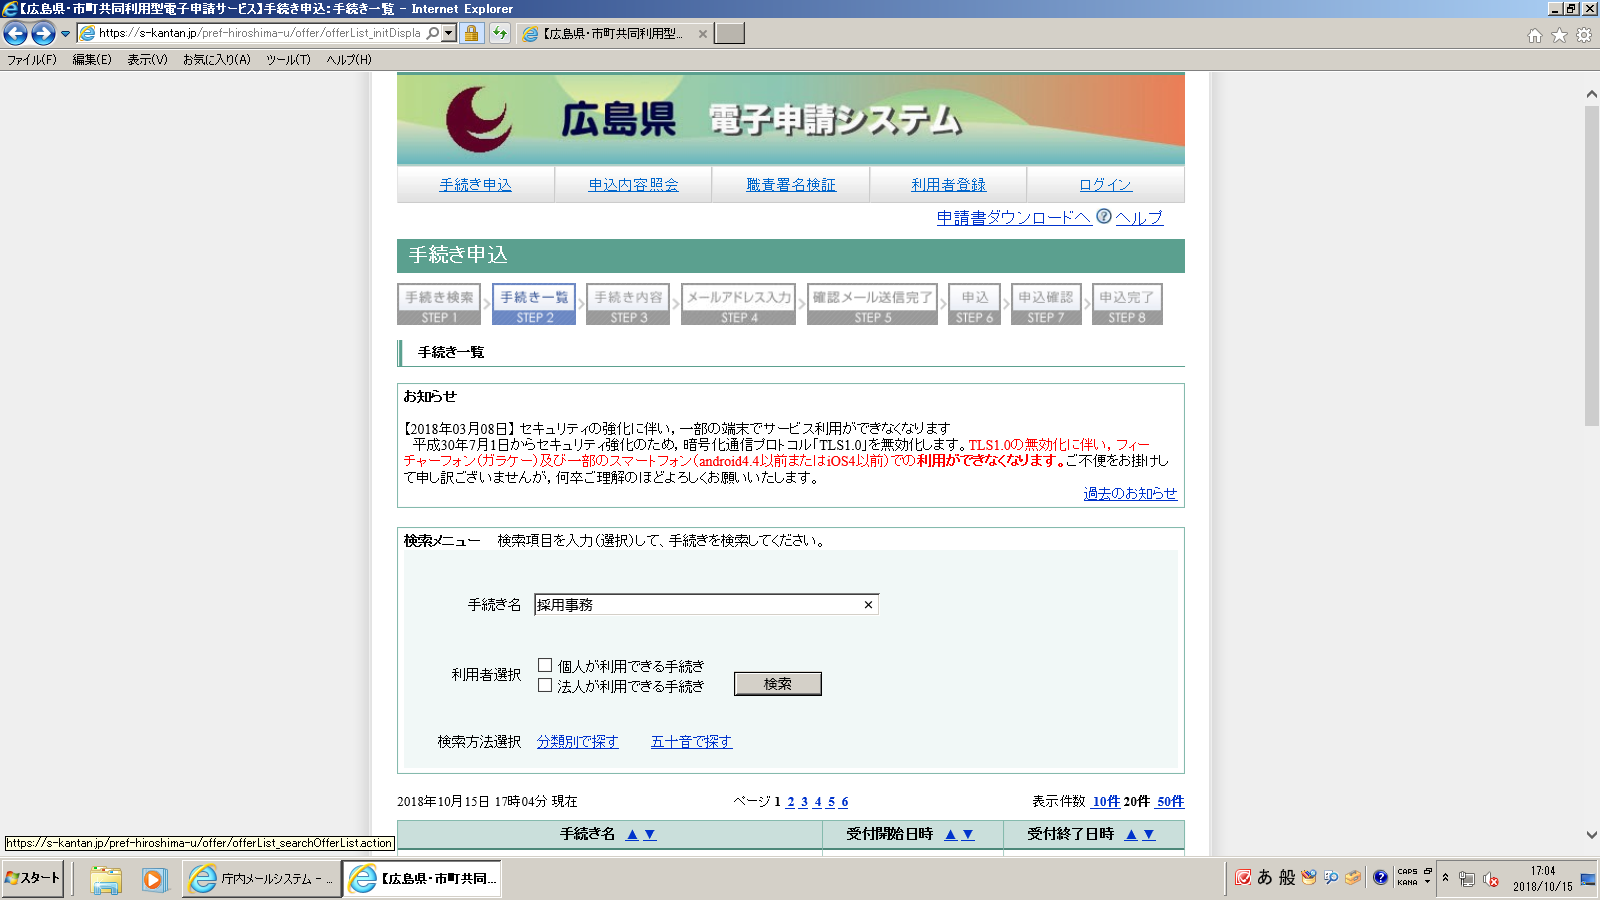 【広島県・市町共同利用型電子申請サービス】手続き申込：手続き一覧 - Internet Explorer
https://s-kantan.jp/pref-hiroshima-u/offer/offerList_initDispla
【広島県・市町共同利用型...
ファイル(F) 編集(E) 表示(V) お気に入り(A) ツール(T) ヘルプ(H)
広島県 電子申請システム
手続き申込 申込内容照会 職責署名検証 利用者登録 ログイン
申請書ダウンロードへ ? ヘルプ
手続き申込
手続き検索 手続き一覧 手続き内容 メールアドレス入力 確認メール送信完了 申込 申込確認 申込完了
STEP 1 STEP 2 STEP 3 STEP 4 STEP 5 STEP 6 STEP 7 STEP 8
手続き一覧
お知らせ
【2018年03月08日】 セキュリティの強化に伴い，一部の端末でサービス利用ができなくなります
平成30年7月1日からセキュリティ強化のため，暗号化通信プロトコル「TLS1.0」を無効化します。TLS1.0の無効化に伴い，フィー
チャーフォン（ガラケー）及び一部のスマートフォン（android4.4以前またはiOS4以前）での利用ができなくなります。ご不便をお掛けし
て申し訳ございませんが，何卒ご理解のほどよろしくお願いいたします。
過去のお知らせ
検索メニュー 検索項目を入力（選択）して、手続きを検索してください。
手続き名 採用事務 ×
利用者選択 個人が利用できる手続き
法人が利用できる手続き
検索
検索方法選択 分類別で探す 五十音で探す
2018年10月15日 17時04分 現在 ページ 1 2 3 4 5 6 表示件数 10件 20件 50件
手続き名 ▲ ▼ 受付開始日時 ▲ ▼ 受付終了日時 ▲ ▼
https://s-kantan.jp/pref-hiroshima-u/offer/offerList_searchOfferList.action
スタート 庁内メールシステム - ... 【広島県・市町共同... あ 般 ? CAPS KANA 17:04
2018/10/15